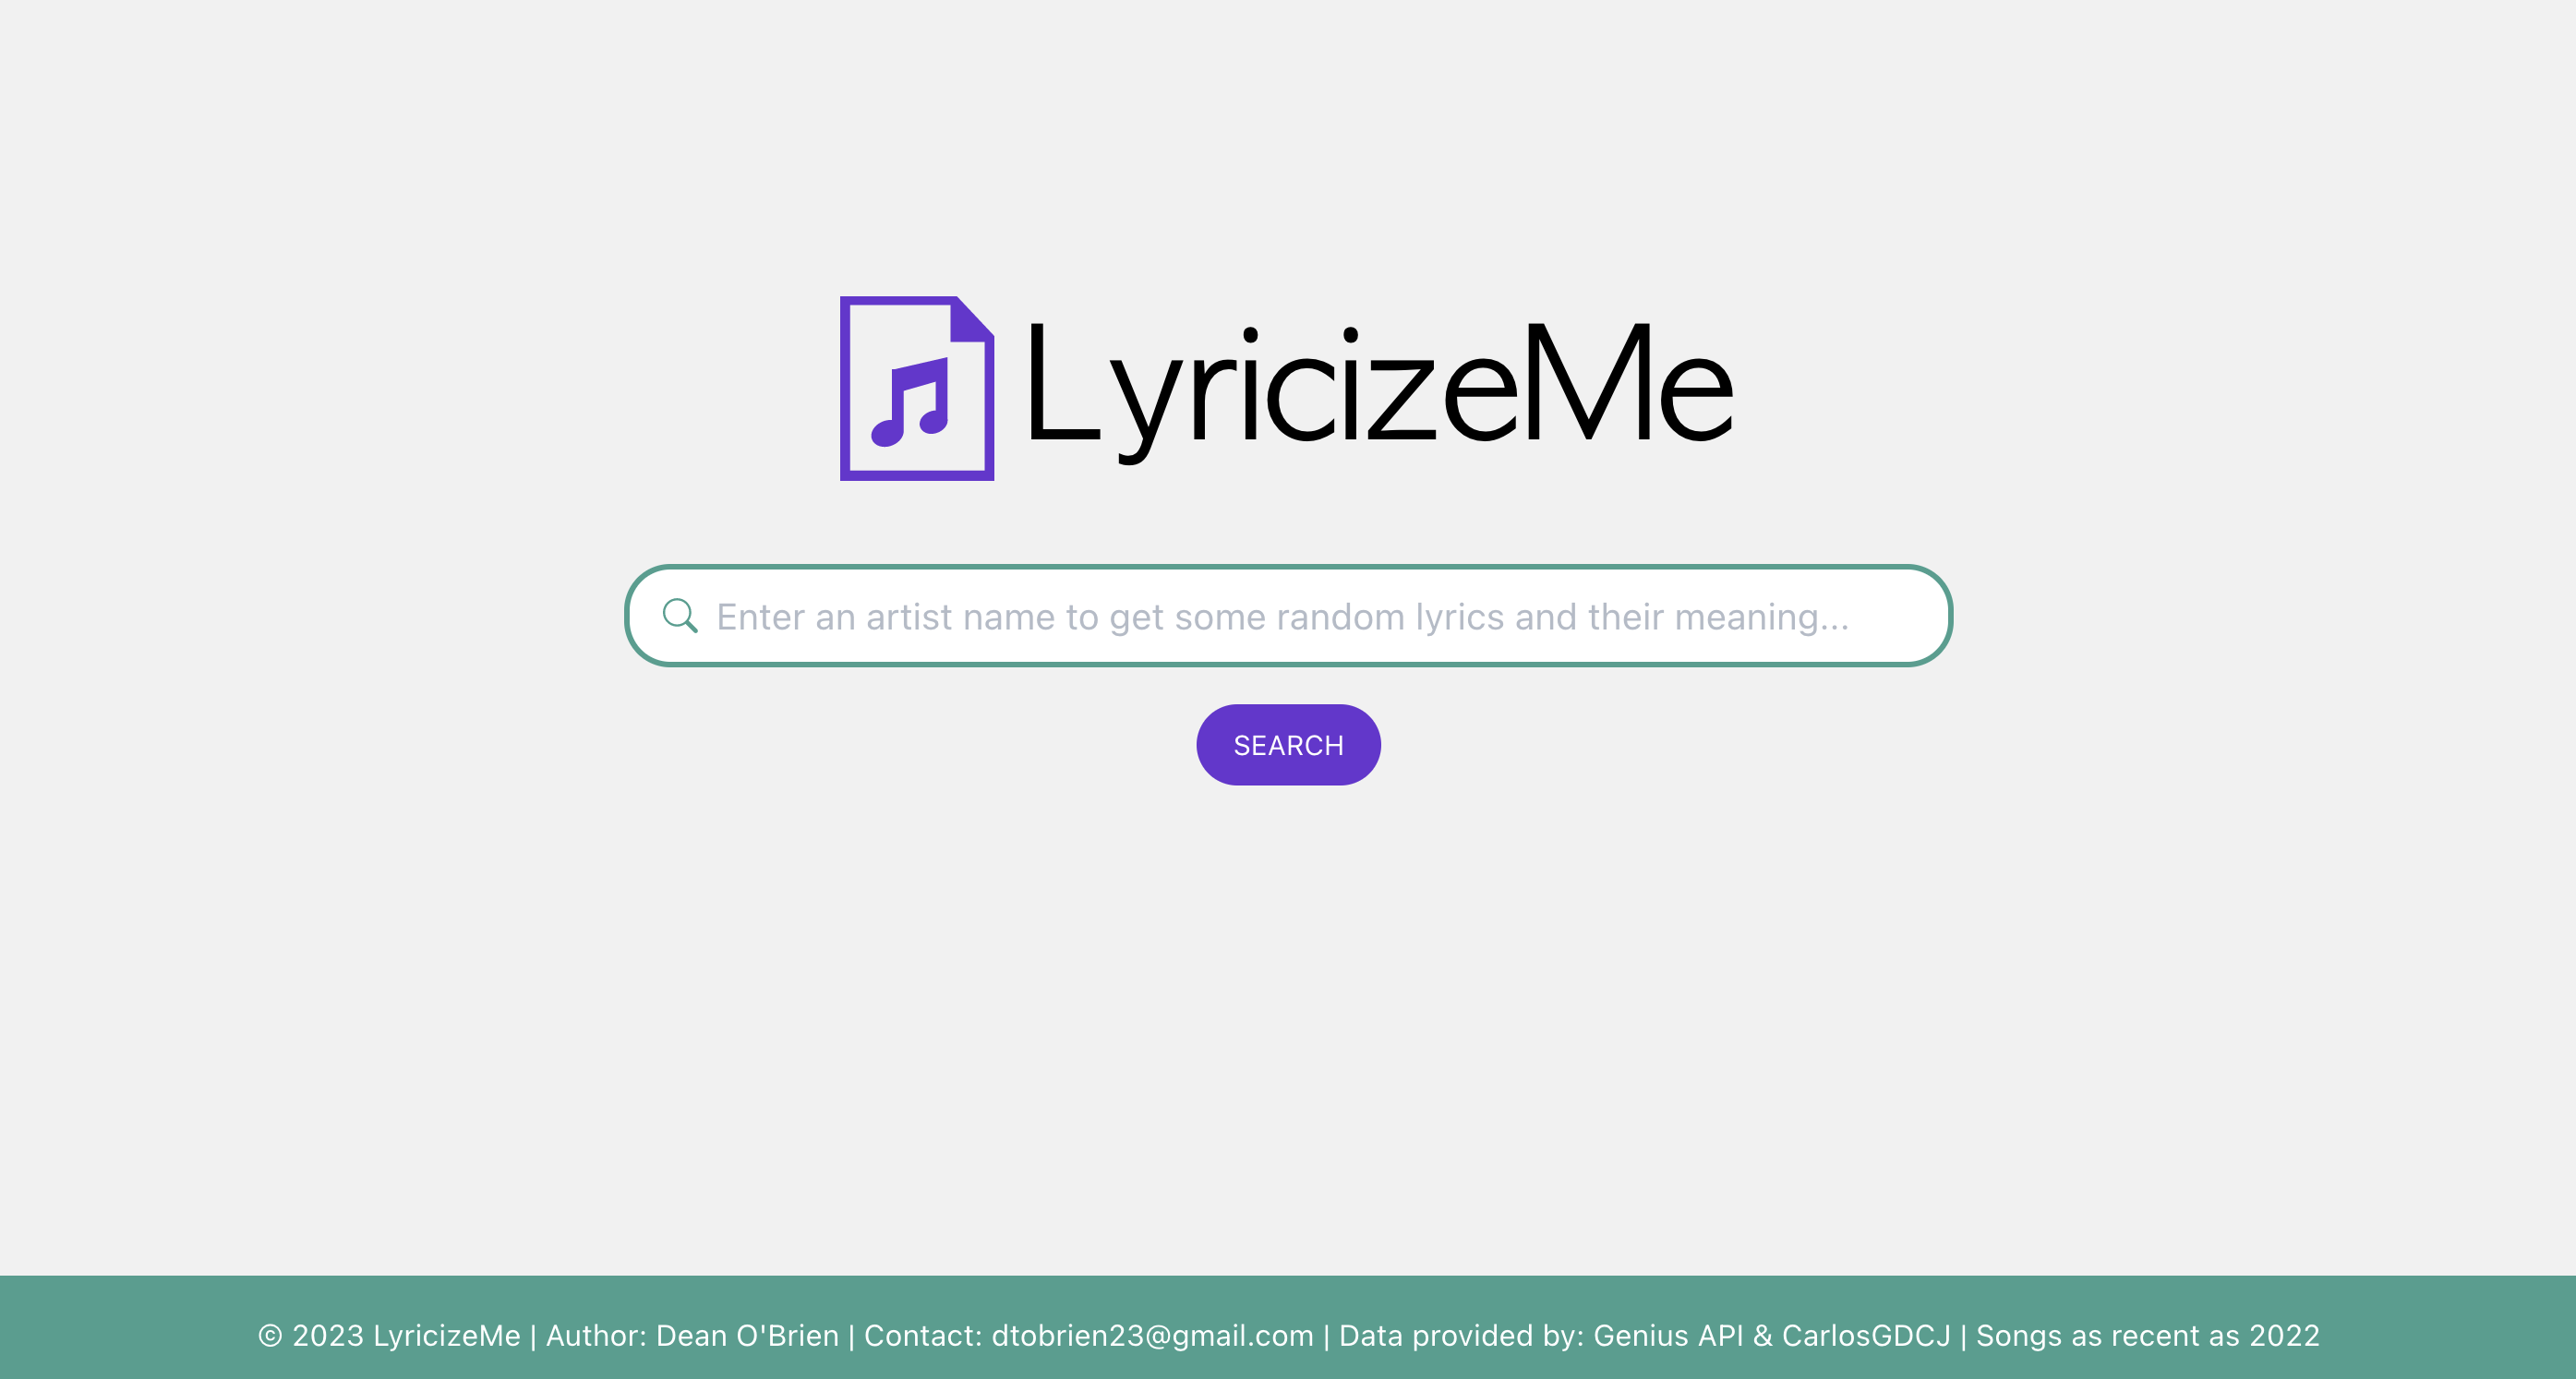 LyricizeMe
Enter an artist name to get some random lyrics and their meaning...
SEARCH
© 2023 LyricizeMe | Author: Dean O'Brien | Contact: dtobrien23@gmail.com | Data provided by: Genius API & CarlosGDCJ | Songs as recent as 2022